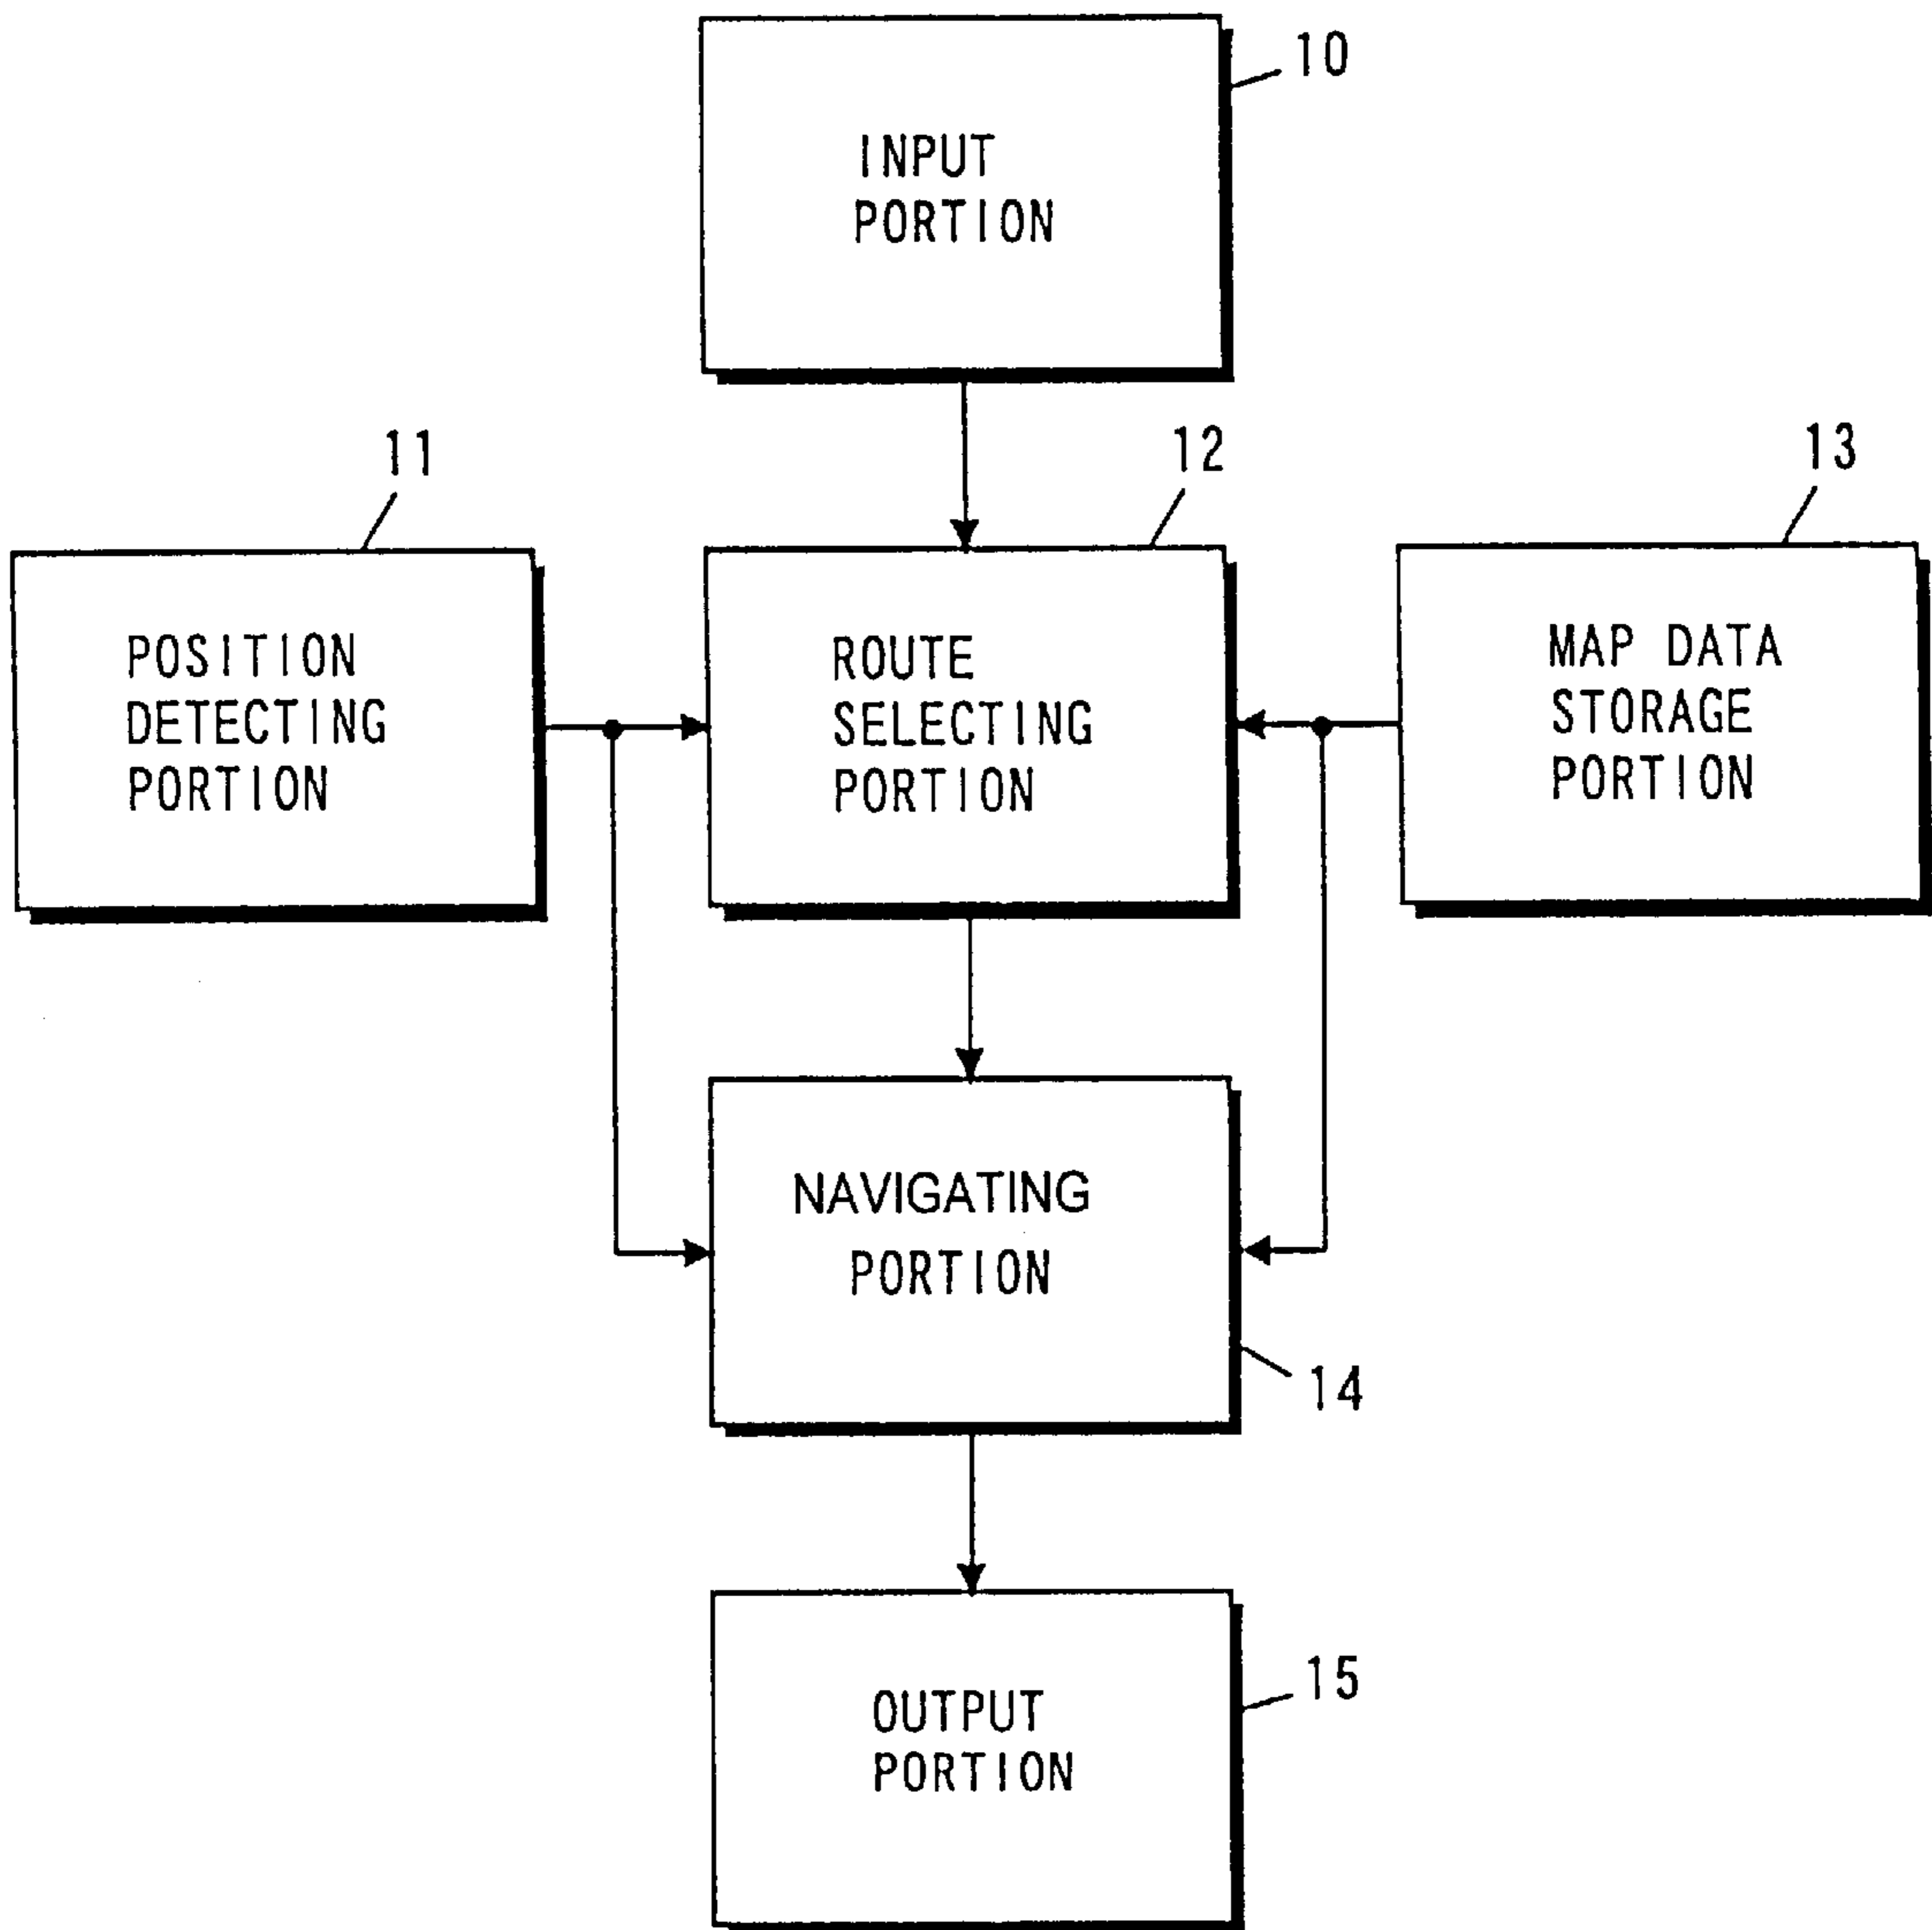 10
INPUT
PORTION
11
12
13
POSITION
DETECTING
PORTION
ROUTE
SELECTING
PORTION
MAP DATA
STORAGE
PORTION
NAVIGATING
PORTION
14
15
OUTPUT
PORTION